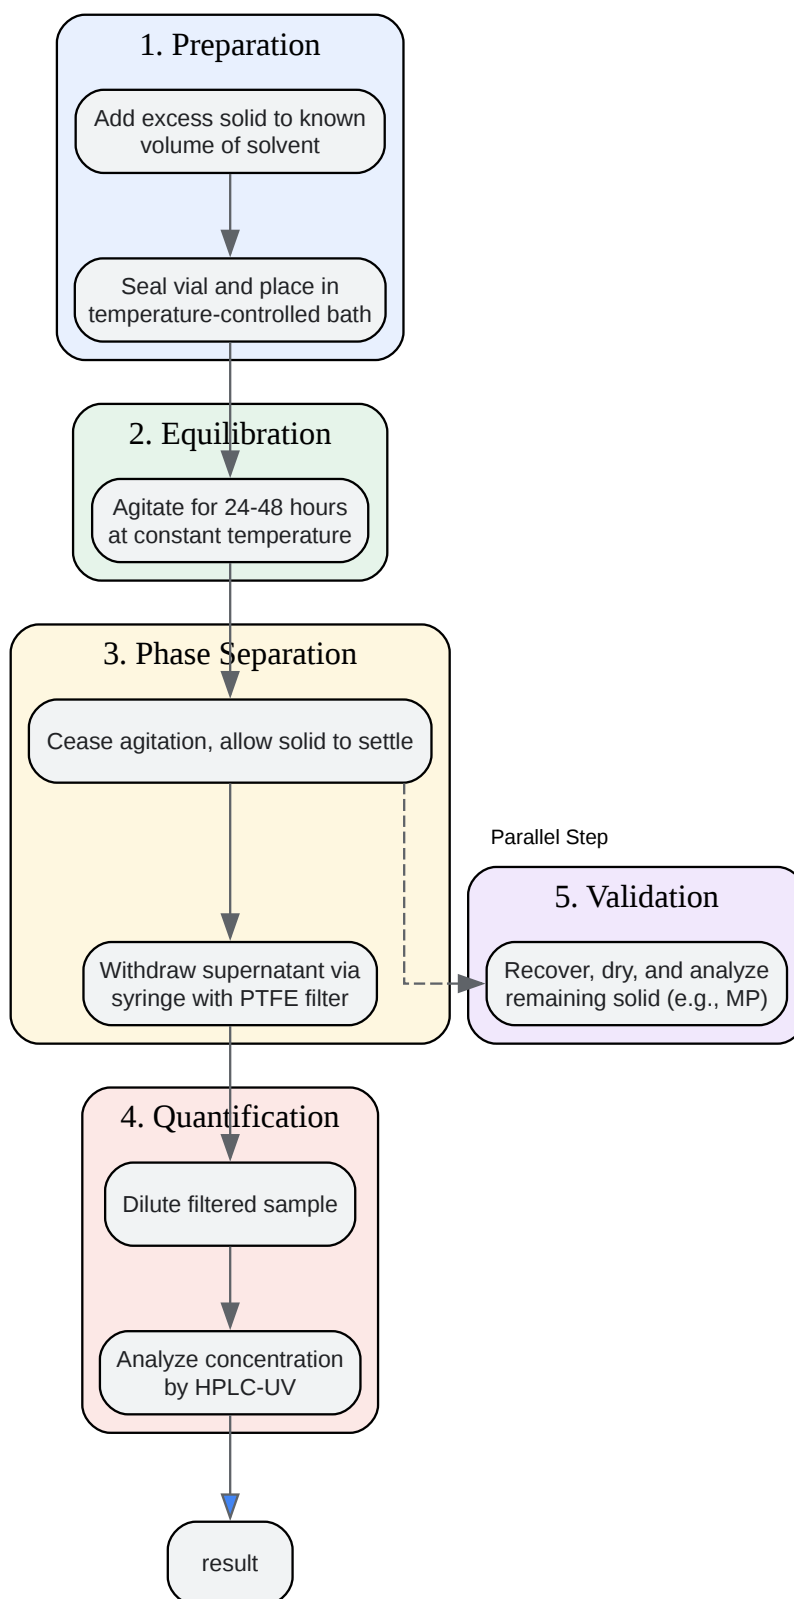 1. Preparation
Add excess solid to known
volume of solvent
Seal vial and place in
temperature-controlled bath
2. Equilibration
Agitate for 24-48 hours
at constant temperature
3. Phase Separation
Cease agitation, allow solid to settle
Withdraw supernatant via
syringe with PTFE filter
Parallel Step
5. Validation
Recover, dry, and analyze
remaining solid (e.g., MP)
4. Quantification
Dilute filtered sample
Analyze concentration
by HPLC-UV
result